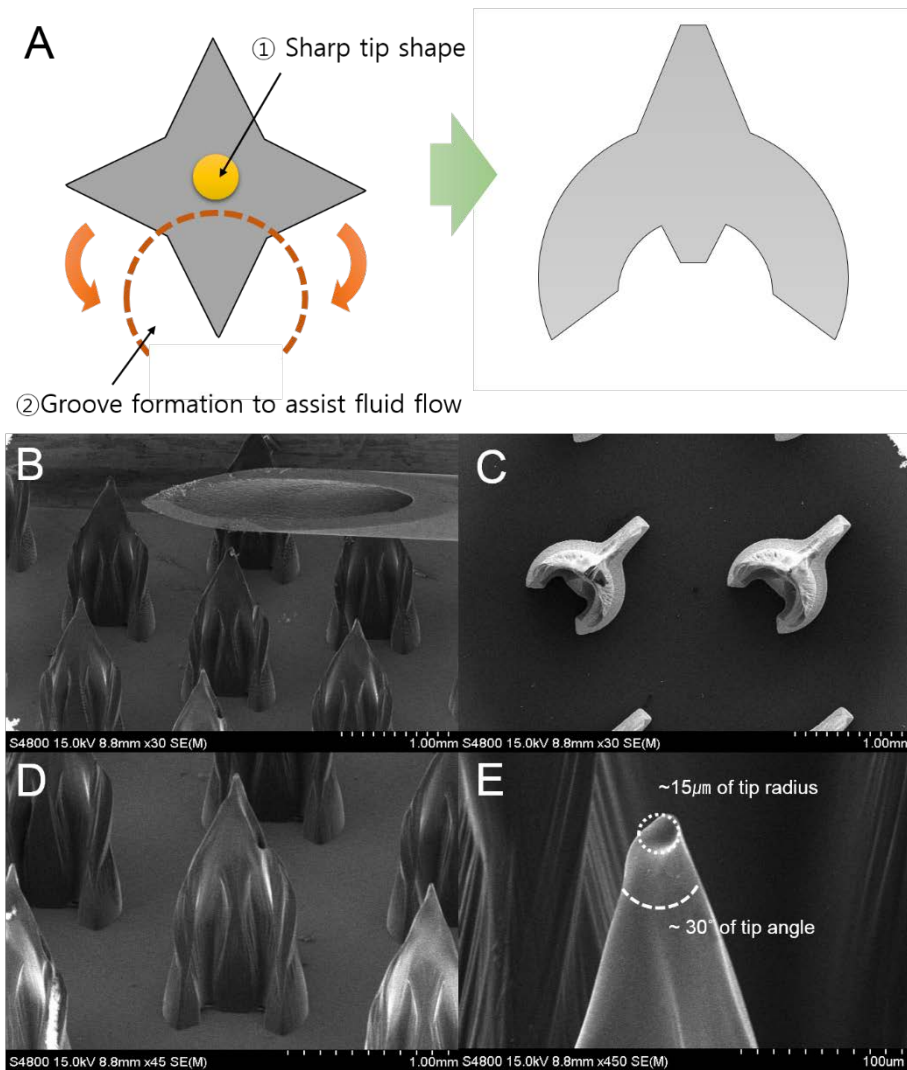 A
① Sharp tip shape
②Groove formation to assist fluid flow
B
S4800 15.0kV 8.8mm x30 SE(M) 1.00mm
C
S4800 15.0kV 8.8mm x30 SE(M) 1.00mm
D
S4800 15.0kV 8.8mm x45 SE(M) 1.00mm
E
~15㎛ of tip radius
~ 30° of tip angle
S4800 15.0kV 8.8mm x450 SE(M) 100um